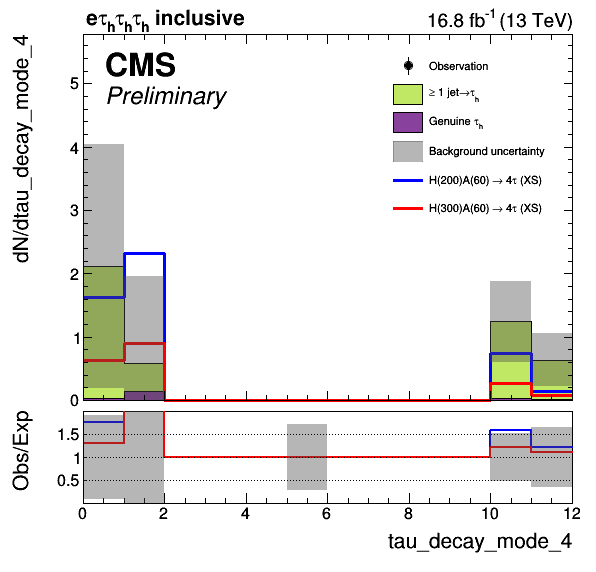 eτhτhτh inclusive
16.8 fb⁻¹ (13 TeV)
CMS
Preliminary
Observation
≥ 1 jet→τh
Genuine τh
Background uncertainty
H(200)A(60) → 4τ (XS)
H(300)A(60) → 4τ (XS)
dN/dtau_decay_mode_4
5
4
3
2
1
0
Obs/Exp
1.5
1
0.5
0 2 4 6 8 10 12
tau_decay_mode_4